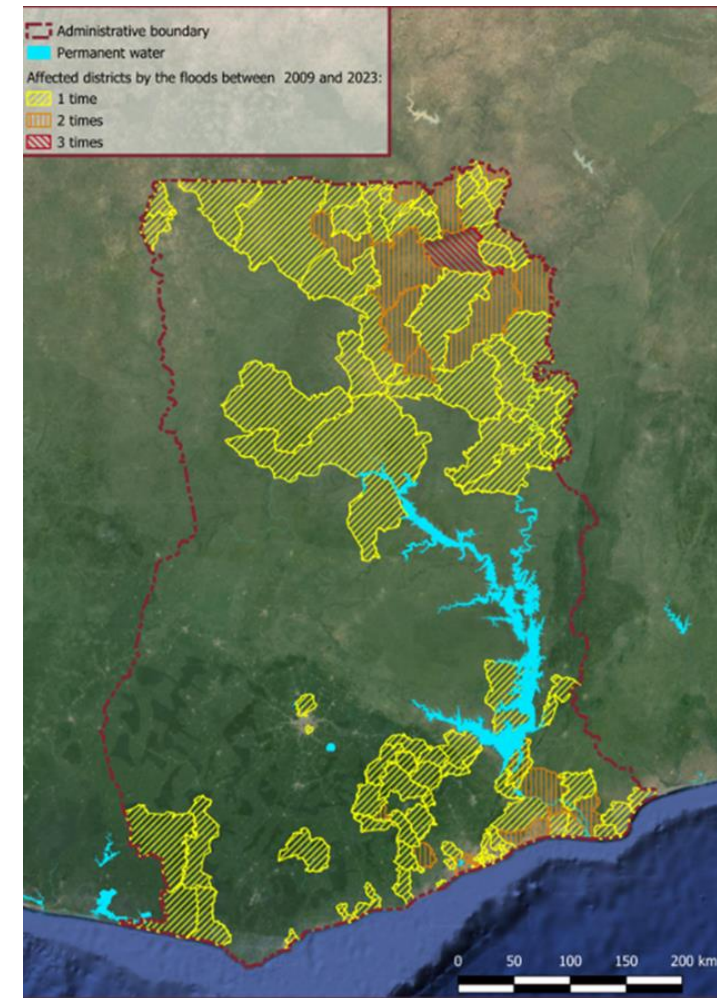 Administrative boundary
Permanent water
Affected districts by the floods between 2009 and 2023:
1 time
2 times
3 times
0 50 100 150 200 km